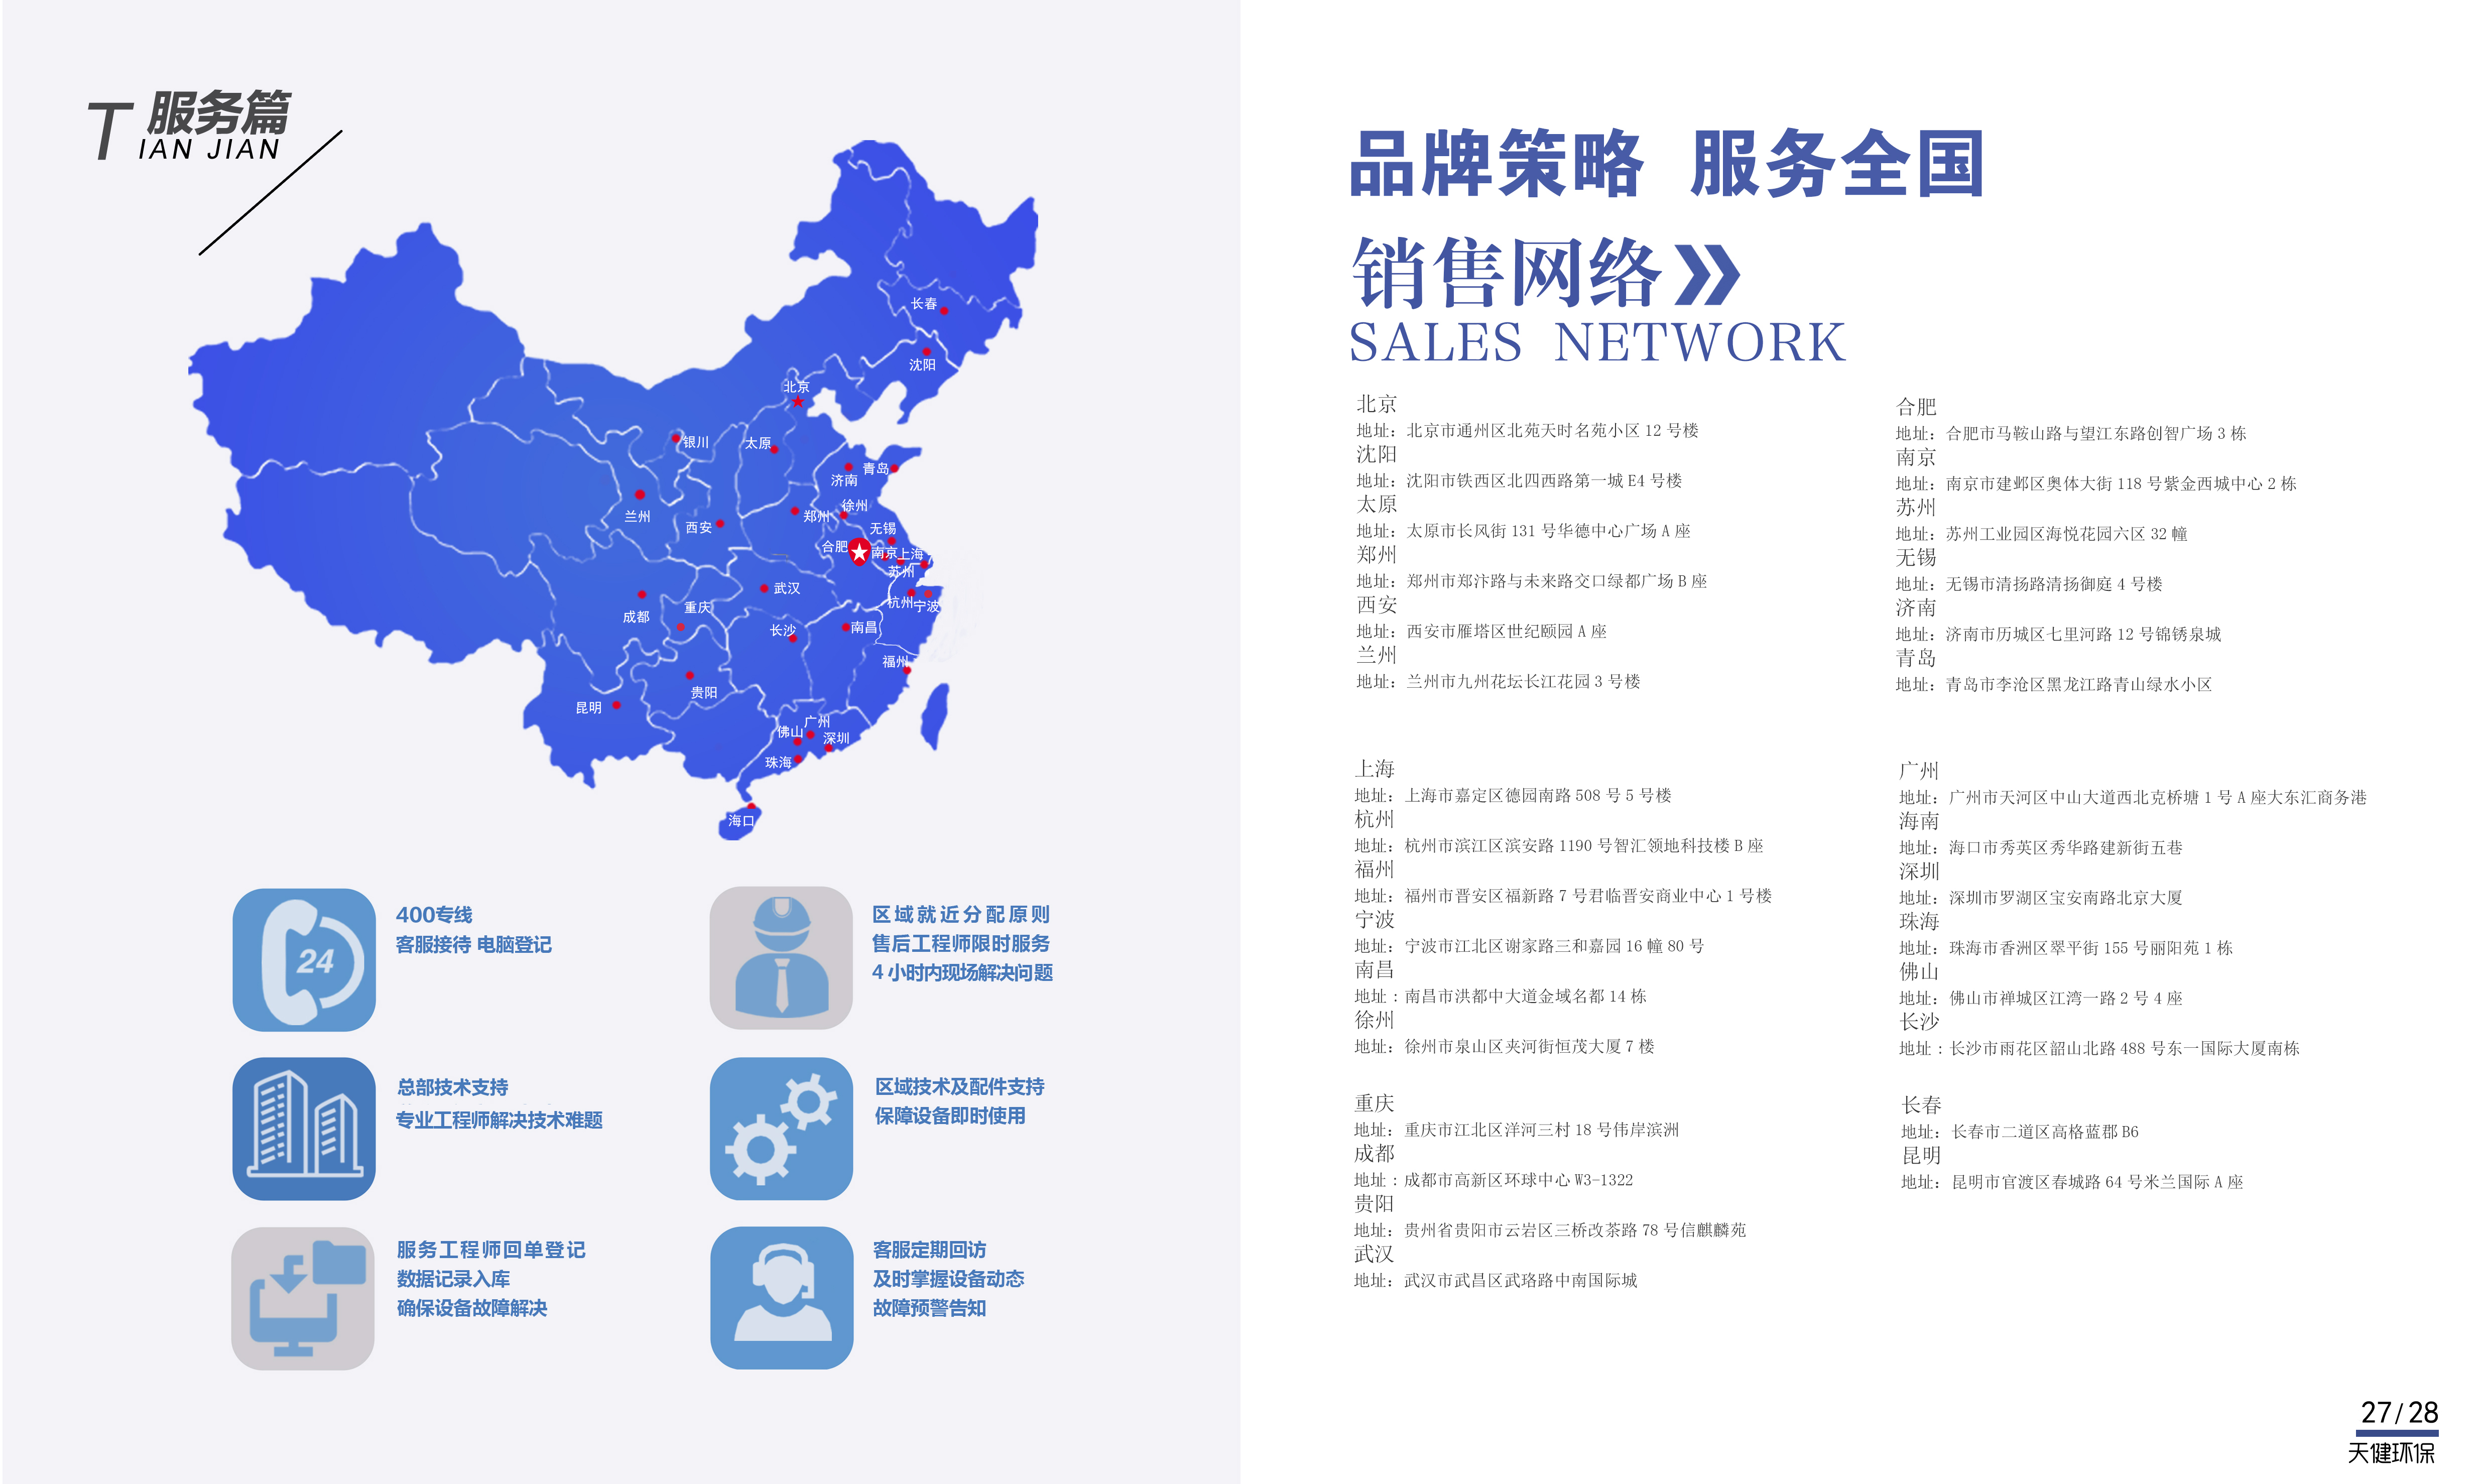 T 服务篇
IAN JIAN
长春
沈阳
北京
银川
太原
济南
青岛
兰州
西安
郑州
徐州
无锡
合肥
南京
上海
苏州
武汉
杭州
宁波
成都
重庆
长沙
南昌
福州
贵阳
昆明
广州
佛山
深圳
珠海
海口
24
400专线
客服接待 电脑登记
区域就近分配原则
售后工程师限时服务
4 小时内现场解决问题
总部技术支持
专业工程师解决技术难题
区域技术及配件支持
保障设备即时使用
服务工程师回单登记
数据记录入库
确保设备故障解决
客服定期回访
及时掌握设备动态
故障预警告知
品牌策略 服务全国
销售网络
SALES NETWORK
北京
地址：北京市通州区北苑天时名苑小区 12 号楼
沈阳
地址：沈阳市铁西区北四西路第一城 E4 号楼
太原
地址：太原市长风街 131 号华德中心广场 A 座
郑州
地址：郑州市郑汴路与未来路交口绿都广场 B 座
西安
地址：西安市雁塔区世纪颐园 A 座
兰州
地址：兰州市九州花坛长江花园 3 号楼
合肥
地址：合肥市马鞍山路与望江东路创智广场 3 栋
南京
地址：南京市建邺区奥体大街 118 号紫金西城中心 2 栋
苏州
地址：苏州工业园区海悦花园六区 32 幢
无锡
地址：无锡市清扬路清扬御庭 4 号楼
济南
地址：济南市历城区七里河路 12 号锦锈泉城
青岛
地址：青岛市李沧区黑龙江路青山绿水小区
上海
地址：上海市嘉定区德园南路 508 号 5 号楼
杭州
地址：杭州市滨江区滨安路 1190 号智汇领地科技楼 B 座
福州
地址：福州市晋安区福新路 7 号君临晋安商业中心 1 号楼
宁波
地址：宁波市江北区谢家路三和嘉园 16 幢 80 号
南昌
地址：南昌市洪都中大道金域名都 14 栋
徐州
地址：徐州市泉山区夹河街恒茂大厦 7 楼
广州
地址：广州市天河区中山大道西北克桥塘 1 号 A 座大东汇商务港
海南
地址：海口市秀英区秀华路建新街五巷
深圳
地址：深圳市罗湖区宝安南路北京大厦
珠海
地址：珠海市香洲区翠平街 155 号丽阳苑 1 栋
佛山
地址：佛山市禅城区江湾一路 2 号 4 座
长沙
地址：长沙市雨花区韶山北路 488 号东一国际大厦南栋
重庆
地址：重庆市江北区洋河三村 18 号伟岸滨洲
成都
地址：成都市高新区环球中心 W3-1322
贵阳
地址：贵州省贵阳市云岩区三桥改茶路 78 号信麒麟苑
武汉
地址：武汉市武昌区武珞路中南国际城
长春
地址：长春市二道区高格蓝郡 B6
昆明
地址：昆明市官渡区春城路 64 号米兰国际 A 座
27/28
天健环保